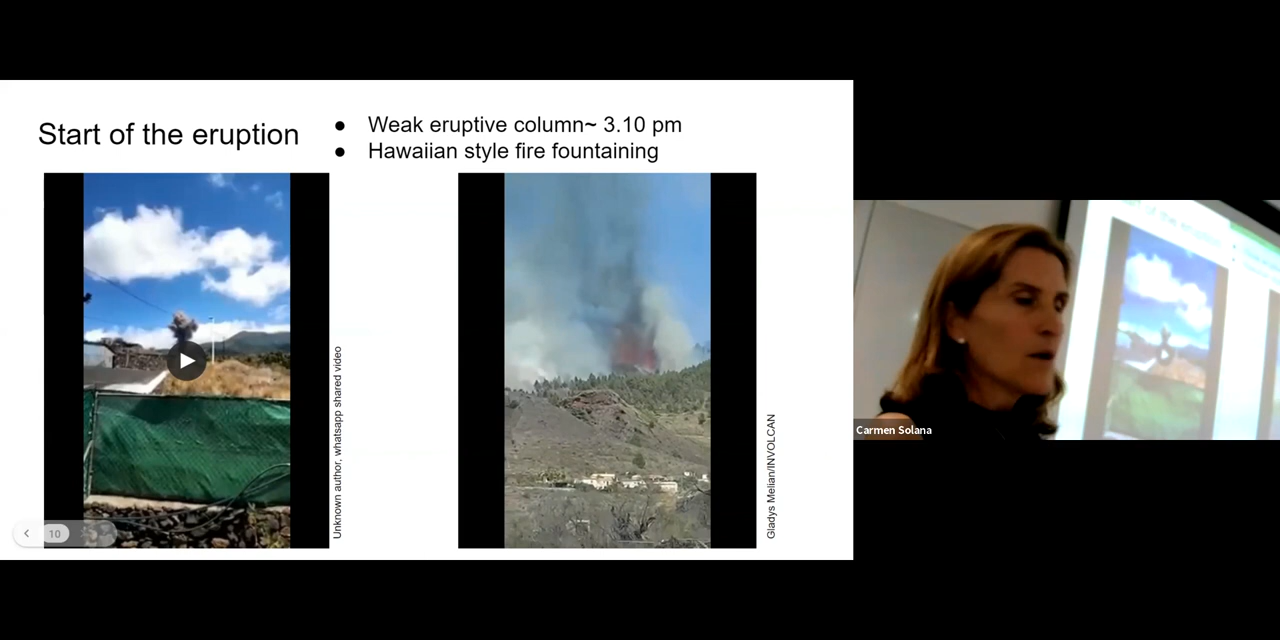 Start of the eruption
● Weak eruptive column~ 3.10 pm
● Hawaiian style fire fountaining
Unknown author, whatsapp shared video
Gladys Melian/INVOLCAN
10
Carmen Solana